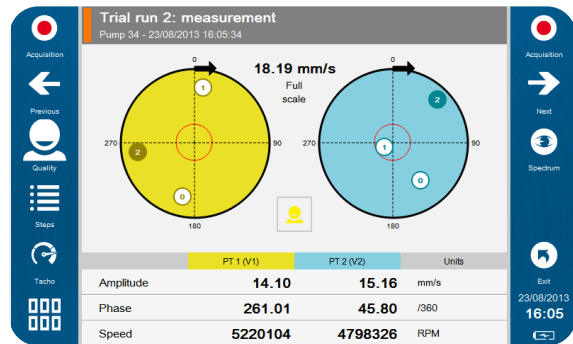 Trial run 2: measurement
Pump 34 - 23/08/2013 16:05:34
Acquisition
Previous
Quality
Steps
Tacho
0
270
90
180
1
2
0
18.19 mm/s
Full
scale
0
270
90
180
2
1
0
PT 1 (V1) PT 2 (V2) Units
Amplitude 14.10 15.16 mm/s
Phase 261.01 45.80 /360
Speed 5220104 4798326 RPM
Acquisition
Next
Spectrum
Exit
23/08/2013
16:05